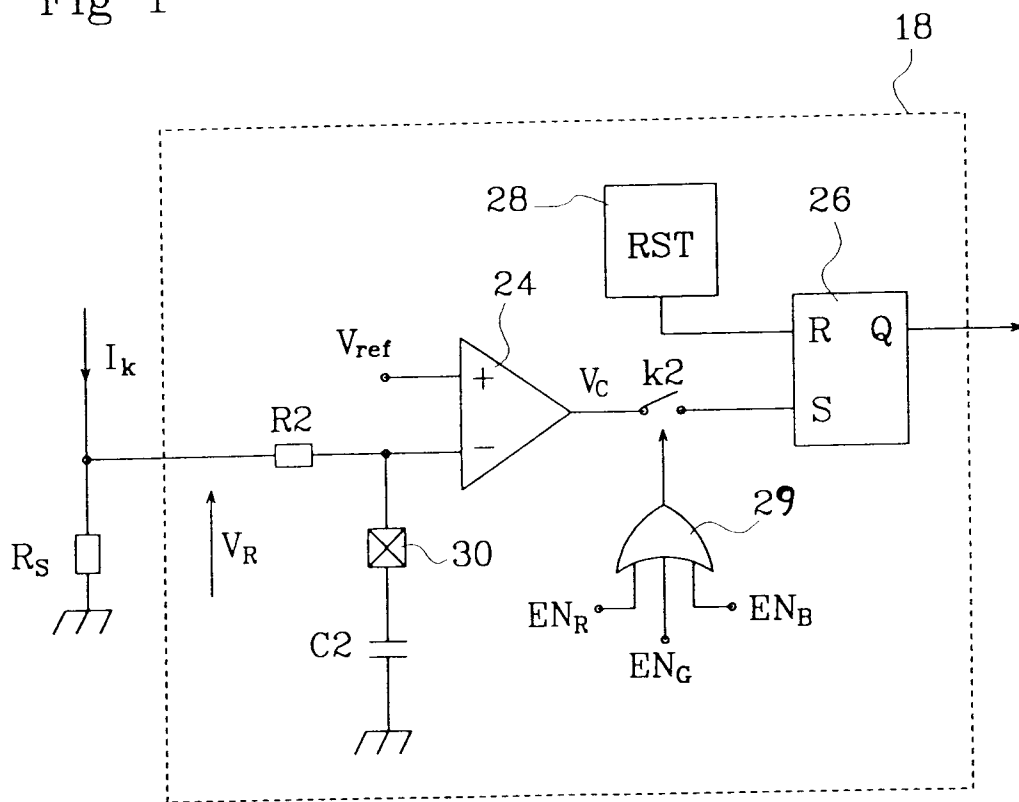 Fig 1
18
28
RST
26
24
R
Q
Vref
VC
k2
S
Ik
R2
29
RS
VR
30
ENR
ENB
ENG
C2